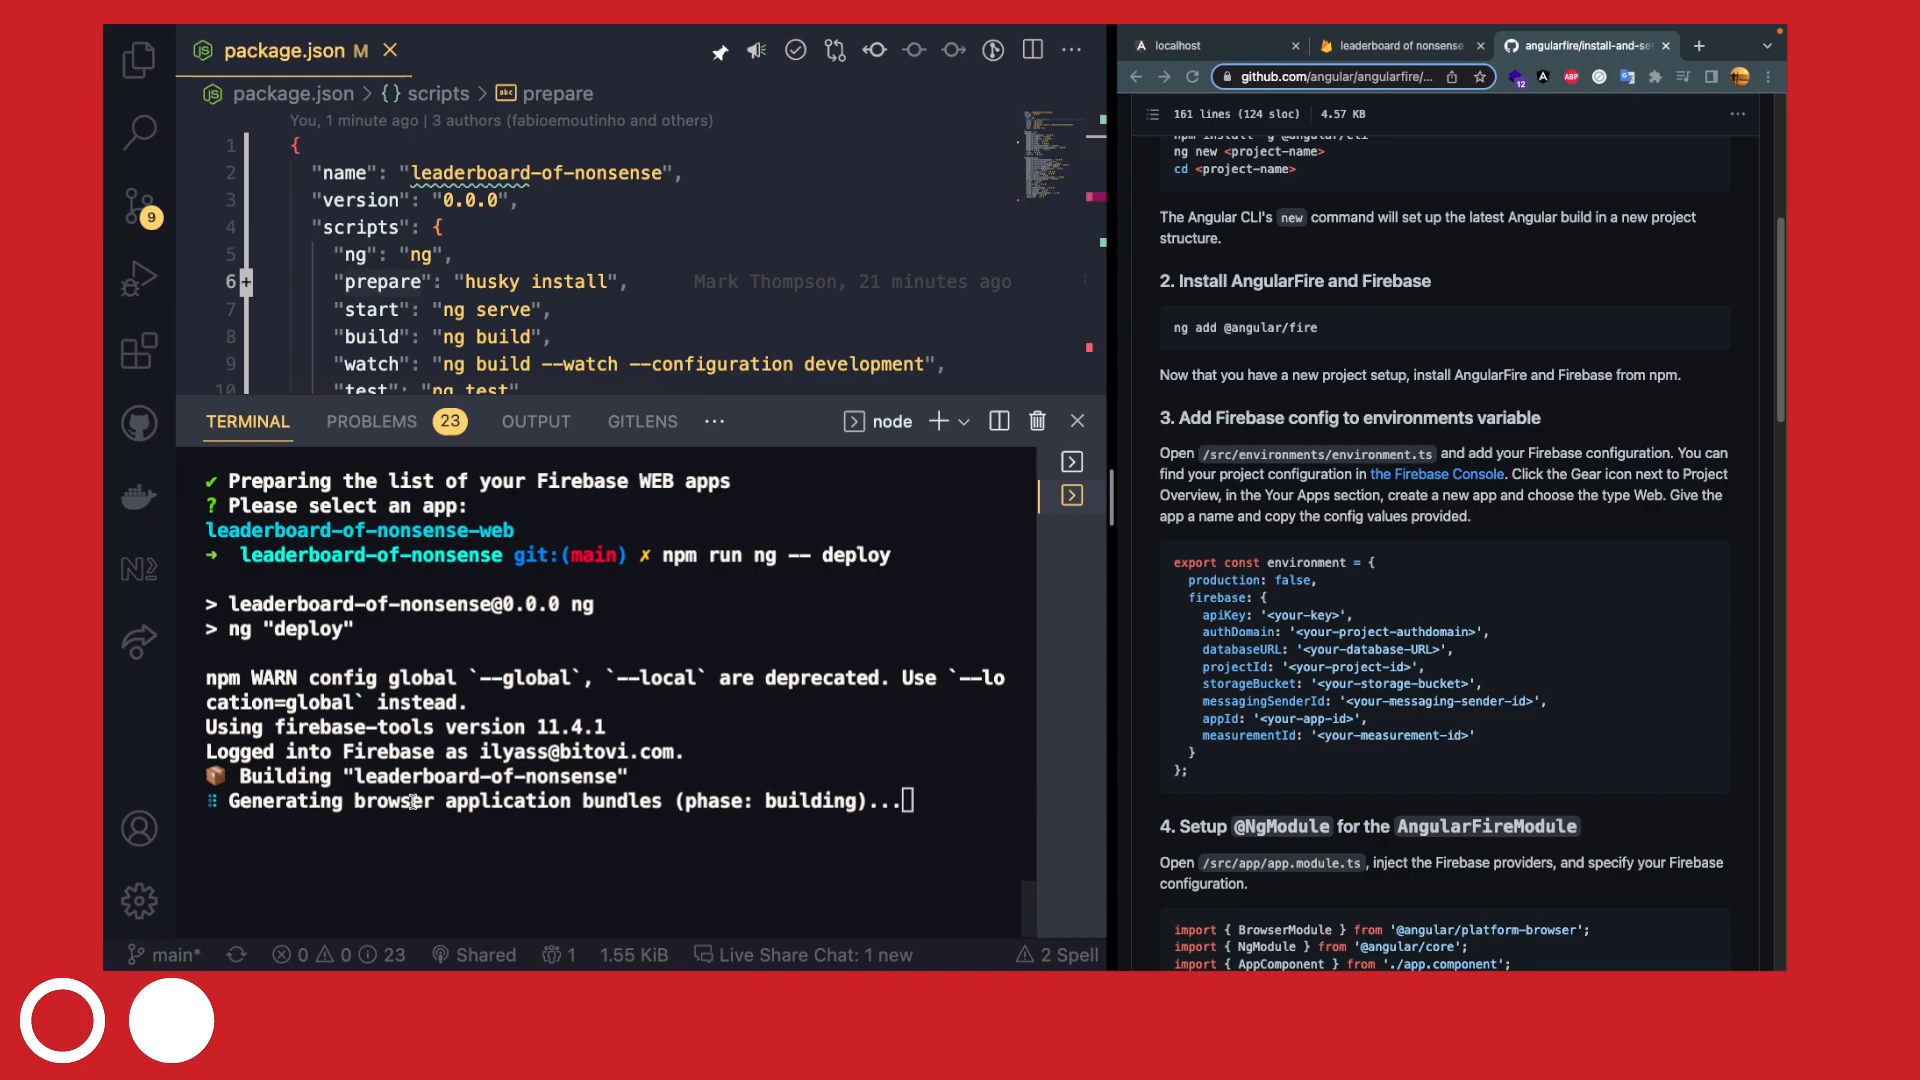 package.json M
package.json > {} scripts > abc prepare
You, 1 minute ago | 3 authors (fabioemoutinho and others)
1 {
2 "name": "leaderboard-of-nonsense",
3 "version": "0.0.0",
4 "scripts": {
5 "ng": "ng",
6 "prepare": "husky install", Mark Thompson, 21 minutes ago
7 "start": "ng serve",
8 "build": "ng build",
9 "watch": "ng build --watch --configuration development",
10 "test": "ng test"
9
TERMINAL PROBLEMS 23 OUTPUT GITLENS ... node
✔ Preparing the list of your Firebase WEB apps
? Please select an app:
leaderboard-of-nonsense-web
→ leaderboard-of-nonsense git:(main) ✗ npm run ng -- deploy
> leaderboard-of-nonsense@0.0.0 ng
> ng "deploy"
npm WARN config global `--global`, `--local` are deprecated. Use `--lo
cation=global` instead.
Using firebase-tools version 11.4.1
Logged into Firebase as ilyass@bitovi.com.
📦 Building "leaderboard-of-nonsense"
⠿ Generating browser application bundles (phase: building)...
main* 0 0 23 Shared 1 1.55 KiB Live Share Chat: 1 new 2 Spell
localhost
leaderboard of nonsense
angularfire/install-and-se
github.com/angular/angularfire/...
12
ABP
161 lines (124 sloc) 4.57 KB
npm install -g @angular/cli
ng new <project-name>
cd <project-name>
The Angular CLI's new command will set up the latest Angular build in a new project
structure.
2. Install AngularFire and Firebase
ng add @angular/fire
Now that you have a new project setup, install AngularFire and Firebase from npm.
3. Add Firebase config to environments variable
Open /src/environments/environment.ts and add your Firebase configuration. You can
find your project configuration in the Firebase Console. Click the Gear icon next to Project
Overview, in the Your Apps section, create a new app and choose the type Web. Give the
app a name and copy the config values provided.
export const environment = {
production: false,
firebase: {
apiKey: '<your-key>',
authDomain: '<your-project-authdomain>',
databaseURL: '<your-database-URL>',
projectId: '<your-project-id>',
storageBucket: '<your-storage-bucket>',
messagingSenderId: '<your-messaging-sender-id>',
appId: '<your-app-id>',
measurementId: '<your-measurement-id>'
}
};
4. Setup @NgModule for the AngularFireModule
Open /src/app/app.module.ts, inject the Firebase providers, and specify your Firebase
configuration.
import { BrowserModule } from '@angular/platform-browser';
import { NgModule } from '@angular/core';
import { AppComponent } from './app.component';